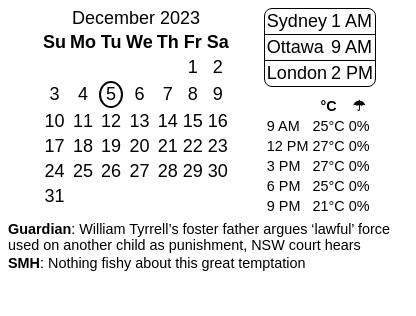 December 2023
Su Mo Tu We Th Fr Sa
1 2
3 4 5 6 7 8 9
10 11 12 13 14 15 16
17 18 19 20 21 22 23
24 25 26 27 28 29 30
31
Sydney 1 AM
Ottawa 9 AM
London 2 PM
°C ☂
9 AM 25°C 0%
12 PM 27°C 0%
3 PM 27°C 0%
6 PM 25°C 0%
9 PM 21°C 0%
Guardian: William Tyrrell’s foster father argues ‘lawful’ force
used on another child as punishment, NSW court hears
SMH: Nothing fishy about this great temptation